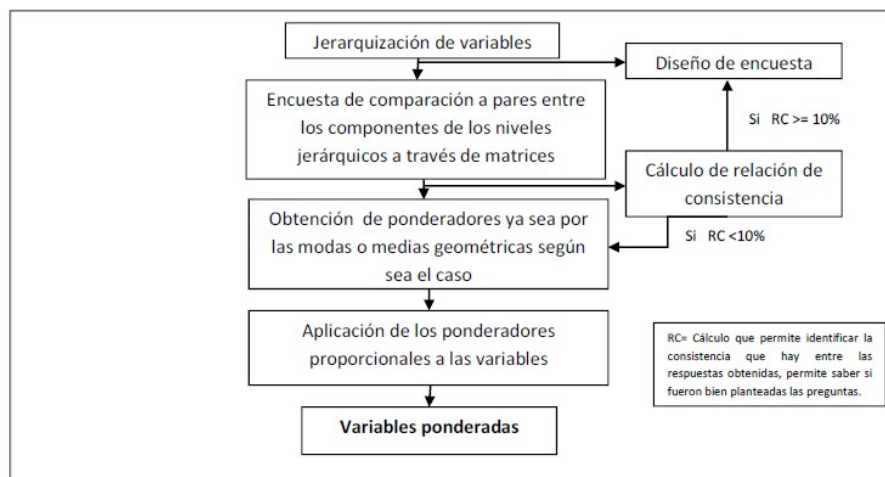 Jerarquización de variables
Diseño de encuesta
Encuesta de comparación a pares entre
los componentes de los niveles
jerárquicos a través de matrices
Si RC >= 10%
Cálculo de relación de
consistencia
Obtención de ponderadores ya sea por
las modas o medias geométricas según
sea el caso
Si RC <10%
Aplicación de los ponderadores
proporcionales a las variables
RC= Cálculo que permite identificar la
consistencia que hay entre las
respuestas obtenidas, permite saber si
fueron bien planteadas las preguntas.
Variables ponderadas